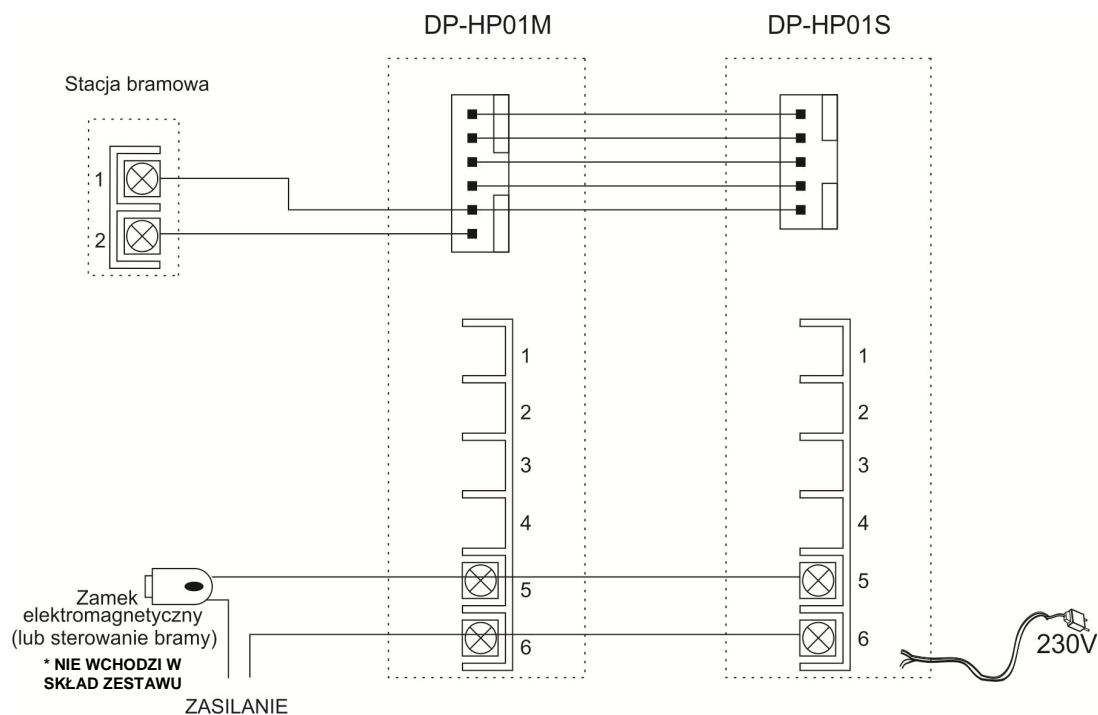 DP-HP01M
DP-HP01S
Stacja bramowa
1
2
1
2
3
4
5
6
1
2
3
4
5
6
Zamek
elektromagnetyczny
(lub sterowanie bramy)
* NIE WCHODZI W
SKŁAD ZESTAWU
ZASILANIE
230V